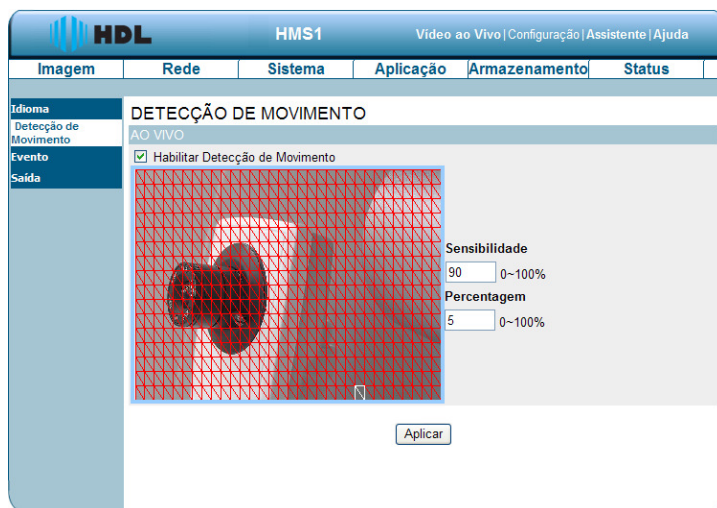 HDL HMS1 Vídeo ao Vivo|Configuração|Assistente|Ajuda
Imagem Rede Sistema Aplicação Armazenamento Status
Idioma
Detecção de
Movimento
Evento
Saída
DETECÇÃO DE MOVIMENTO
AO VIVO
Habilitar Detecção de Movimento
Sensibilidade
90 0~100%
Percentagem
5 0~100%
Aplicar